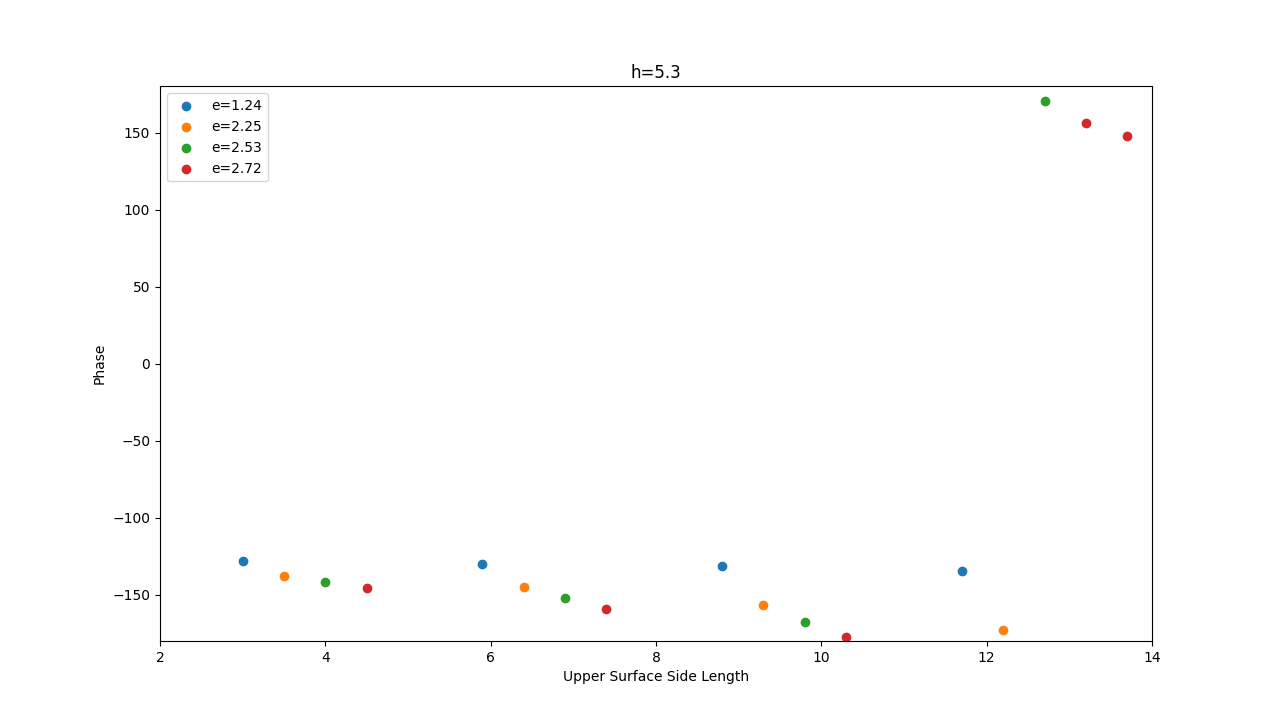 h=5.3
e=1.24
e=2.25
e=2.53
e=2.72
150
100
50
0
−50
−100
−150
Phase
2 4 6 8 10 12 14
Upper Surface Side Length